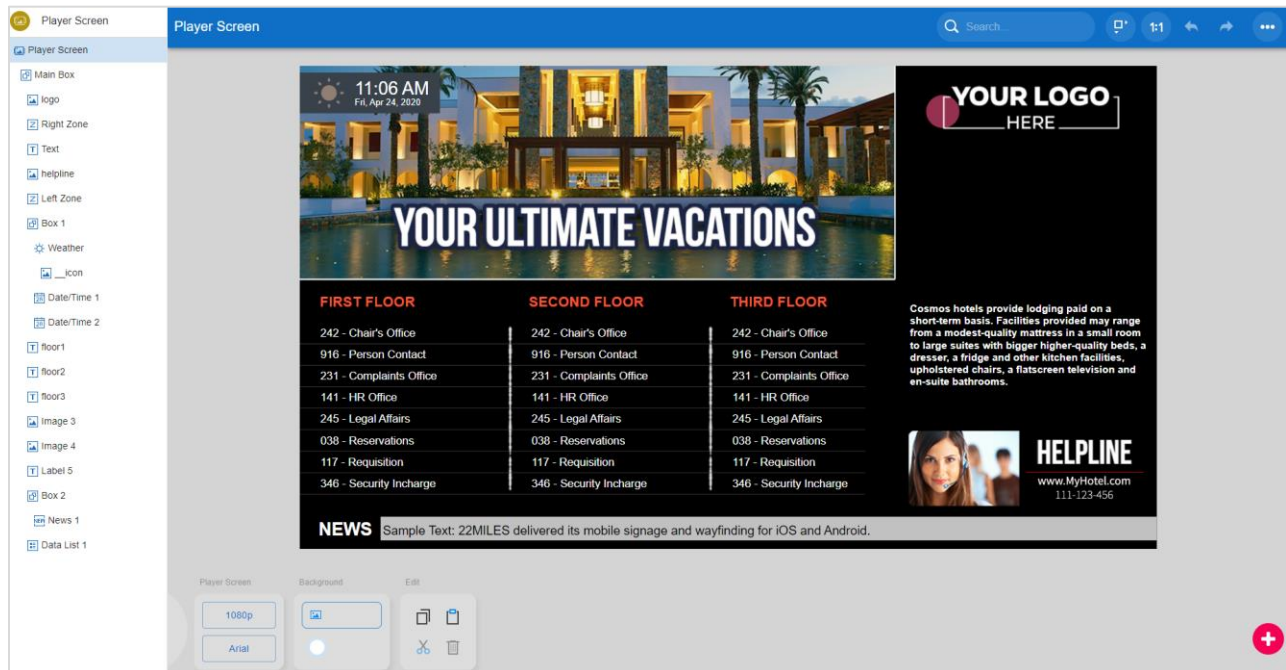 Player Screen
Player Screen
Main Box
logo
Right Zone
Text
helpline
Left Zone
Box 1
Weather
__icon
Date/Time 1
Date/Time 2
floor1
floor2
floor3
Image 3
Image 4
Label 5
Box 2
News 1
Data List 1
Player Screen
Search...
1:1
11:06 AM
Fri, Apr 24, 2020
YOUR ULTIMATE VACATIONS
YOUR LOGO
HERE
FIRST FLOOR
242 - Chair's Office
916 - Person Contact
231 - Complaints Office
141 - HR Office
245 - Legal Affairs
038 - Reservations
117 - Requisition
346 - Security Incharge
SECOND FLOOR
242 - Chair's Office
916 - Person Contact
231 - Complaints Office
141 - HR Office
245 - Legal Affairs
038 - Reservations
117 - Requisition
346 - Security Incharge
THIRD FLOOR
242 - Chair's Office
916 - Person Contact
231 - Complaints Office
141 - HR Office
245 - Legal Affairs
038 - Reservations
117 - Requisition
346 - Security Incharge
Cosmos hotels provide lodging paid on a
short-term basis. Facilities provided may range
from a modest-quality mattress in a small room
to large suites with bigger higher-quality beds, a
dresser, a fridge and other kitchen facilities,
upholstered chairs, a flatscreen television and
en-suite bathrooms.
HELPLINE
www.MyHotel.com
111-123-456
NEWS Sample Text: 22MILES delivered its mobile signage and wayfinding for iOS and Android.
Player Screen
1080p
Arial
Background
Edit